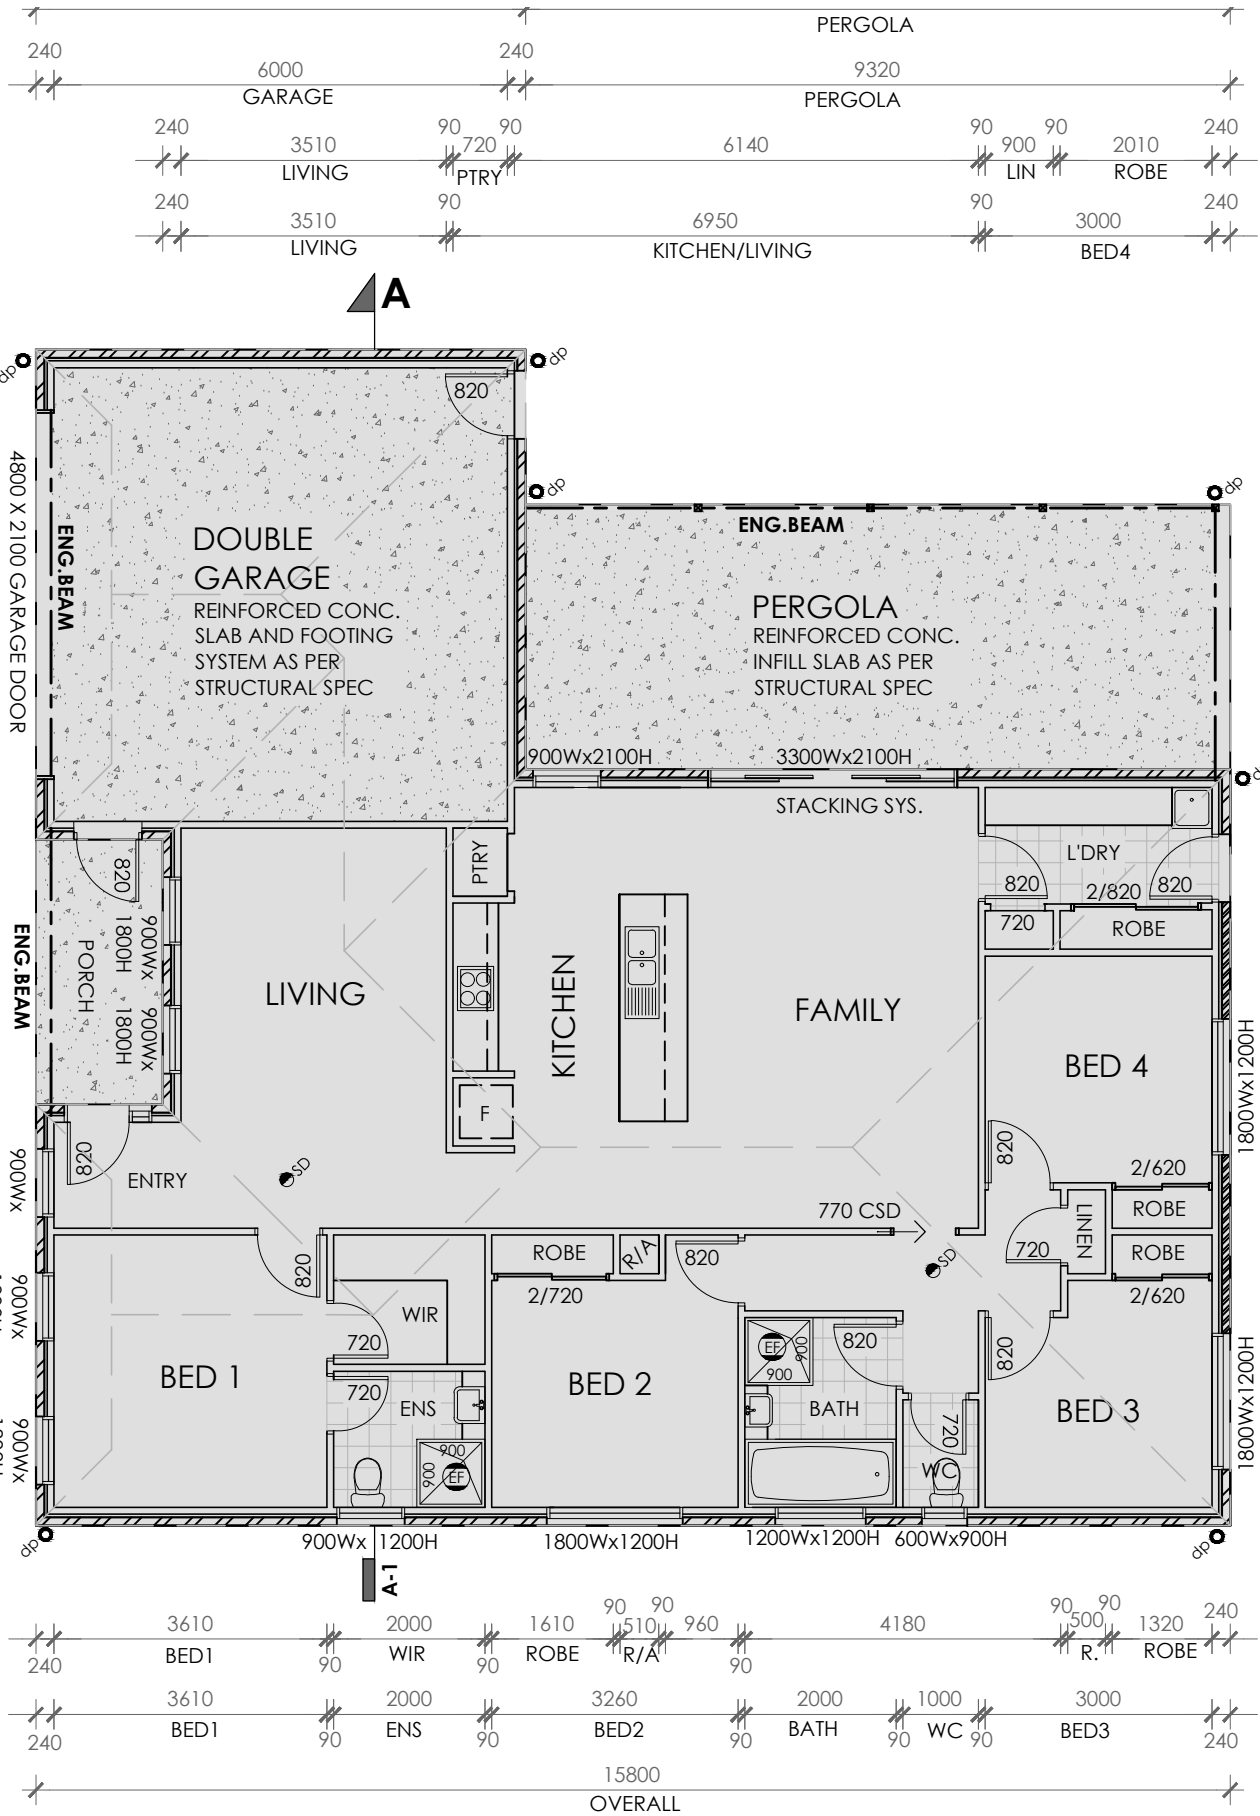 PERGOLA
240
240
6000
9320
GARAGE
PERGOLA
240
90
90
90
90
240
3510
720
6140
900
2010
LIVING
PTRY
LIN
ROBE
240
90
90
240
3510
6950
3000
LIVING
KITCHEN/LIVING
BED4
A
dp
dp
820
dp
dp
4800 X 2100 GARAGE DOOR
ENG.BEAM
DOUBLE
GARAGE
REINFORCED CONC.
SLAB AND FOOTING
SYSTEM AS PER
STRUCTURAL SPEC
ENG.BEAM
PERGOLA
REINFORCED CONC.
INFILL SLAB AS PER
STRUCTURAL SPEC
900Wx2100H
3300Wx2100H
STACKING SYS.
820
PTRY
L'DRY
820
2/820
820
720
ROBE
ENG.BEAM
PORCH
900Wx
1800H
900Wx
1800H
LIVING
KITCHEN
FAMILY
BED 4
1800Wx1200H
F
820
820
ENTRY
SD
900Wx
2/620
770 CSD
ROBE
LINEN
ROBE
R/A
820
SD
720
ROBE
820
2/720
2/620
900Wx
WIR
720
EF
900
900
820
820
BED 1
BED 2
720
ENS
BATH
BED 3
1800Wx1200H
900Wx
900
900
EF
720
WC
dp
900Wx 1200H
1800Wx1200H
1200Wx1200H
600Wx900H
dp
A-1
3610
2000
1610
90
510
90
960
4180
90
500
90
1320
240
BED1
WIR
ROBE
R/A
R.
ROBE
240
90
90
90
3610
2000
3260
2000
1000
3000
BED1
ENS
BED2
BATH
WC
BED3
240
90
90
90
90
90
240
15800
OVERALL